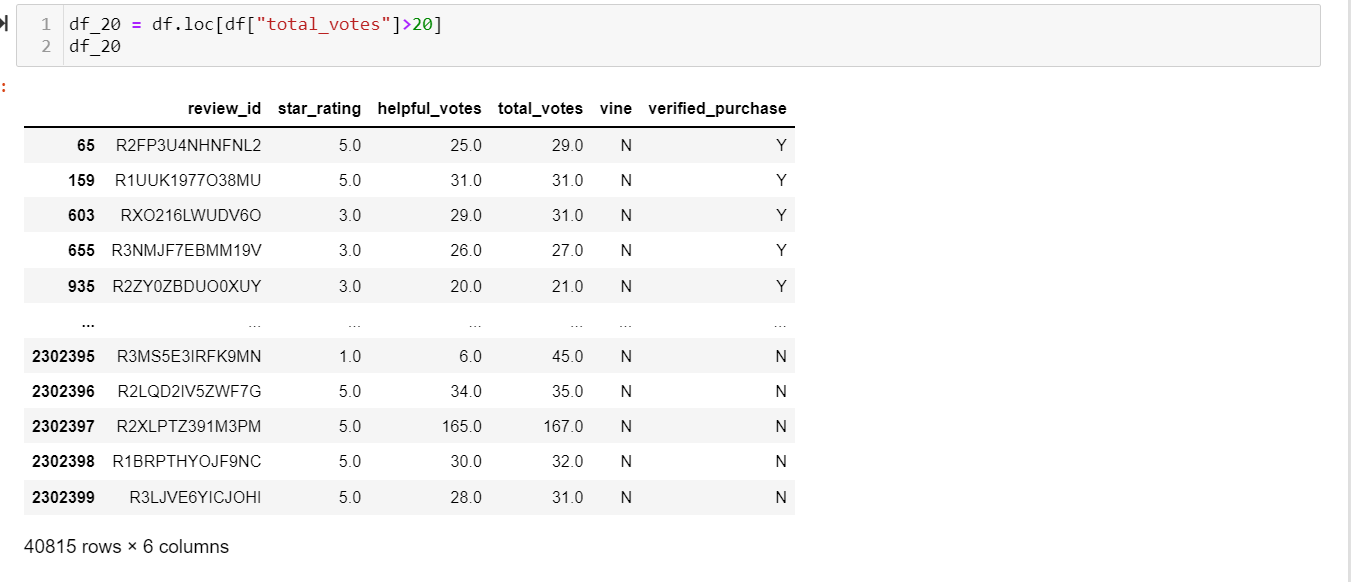 1 df_20 = df.loc[df["total_votes"]>20]
2 df_20
:
review_id star_rating helpful_votes total_votes vine verified_purchase
65 R2FP3U4NHNFNL2 5.0 25.0 29.0 N Y
159 R1UUK1977O38MU 5.0 31.0 31.0 N Y
603 RXO216LWUDV6O 3.0 29.0 31.0 N Y
655 R3NMJF7EBMM19V 3.0 26.0 27.0 N Y
935 R2ZY0ZBDUO0XUY 3.0 20.0 21.0 N Y
... ... ... ... ... ... ...
2302395 R3MS5E3IRFK9MN 1.0 6.0 45.0 N N
2302396 R2LQD2IV5ZWF7G 5.0 34.0 35.0 N N
2302397 R2XLPTZ391M3PM 5.0 165.0 167.0 N N
2302398 R1BRPTHYOJF9NC 5.0 30.0 32.0 N N
2302399 R3LJVE6YICJOHI 5.0 28.0 31.0 N N
40815 rows × 6 columns